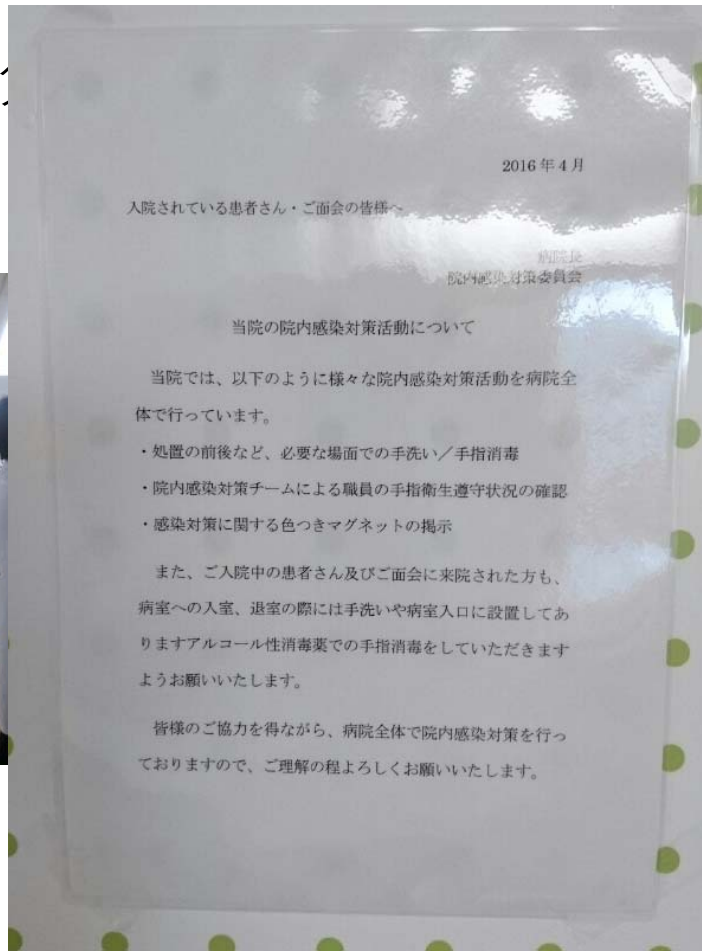 2016年4月
入院されている患者さん・ご面会の皆様へ
病院長
院内感染対策委員会
当院の院内感染対策活動について
当院では、以下のように様々な院内感染対策活動を病院全
体で行っています。
・処置の前後など、必要な場面での手洗い／手指消毒
・院内感染対策チームによる職員の手指衛生遵守状況の確認
・感染対策に関する色つきマグネットの掲示
また、ご入院中の患者さん及びご面会に来院された方も、
病室への入室、退室の際には手洗いや病室入口に設置してあ
りますアルコール性消毒薬での手指消毒をしていただきます
ようお願いいたします。
皆様のご協力を得ながら、病院全体で院内感染対策を行っ
ておりますので、ご理解の程よろしくお願いいたします。